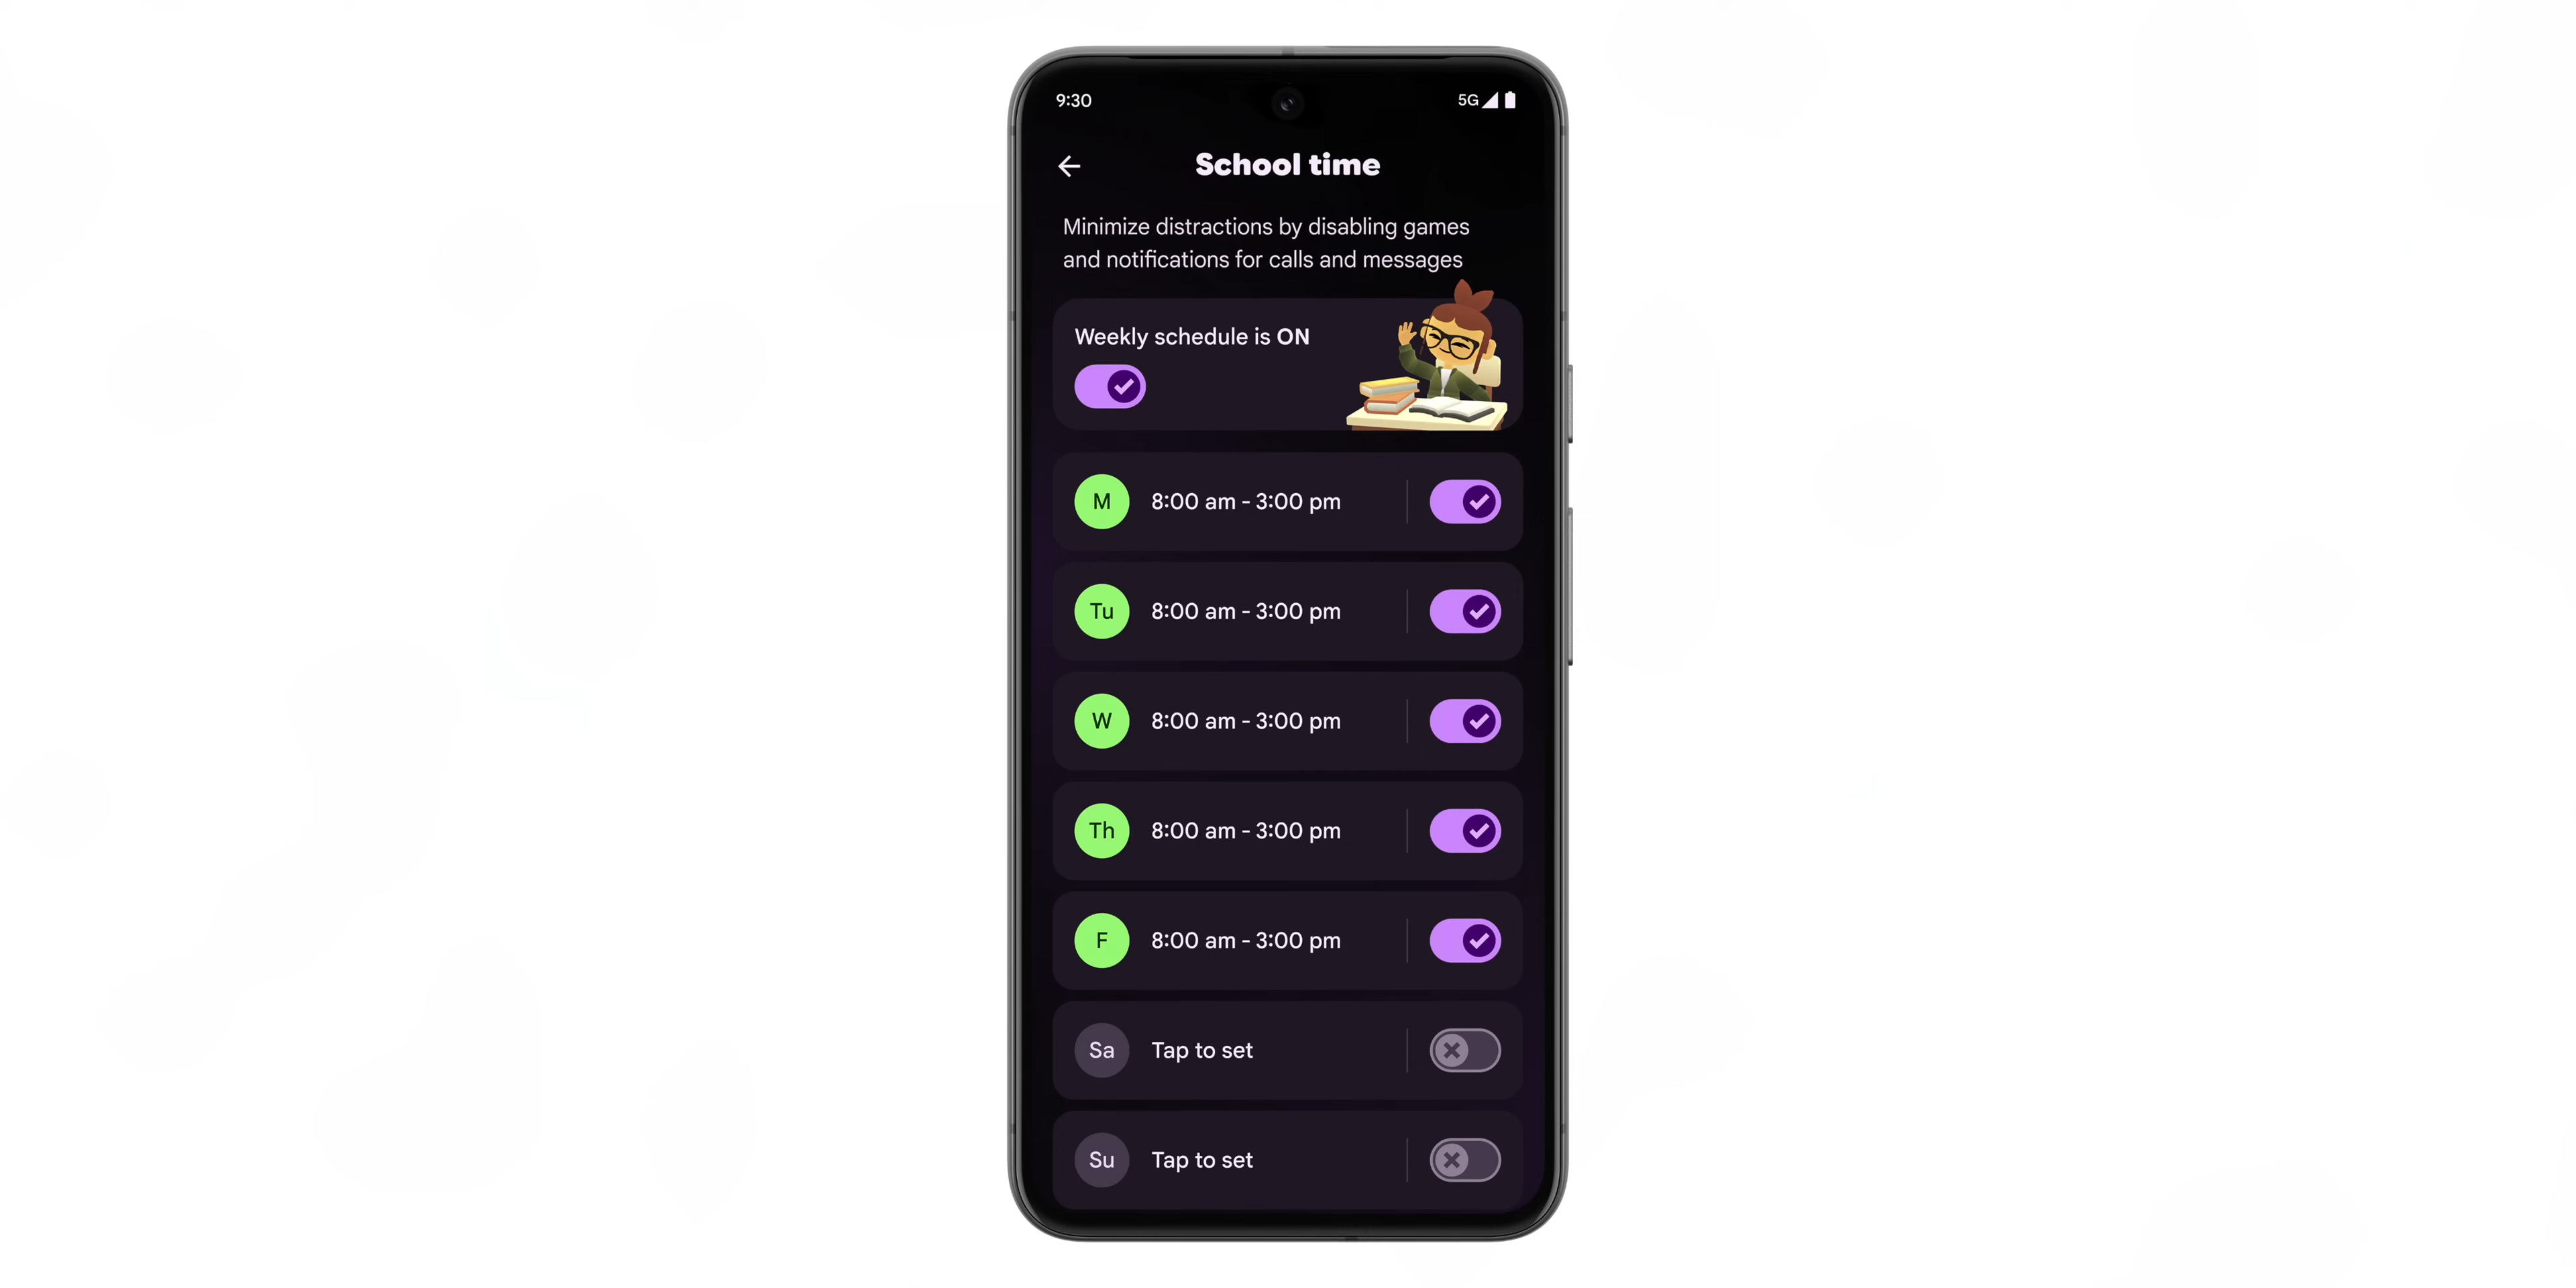 9:30
5G
School time
Minimize distractions by disabling games
and notifications for calls and messages
Weekly schedule is ON
M 8:00 am - 3:00 pm
Tu 8:00 am - 3:00 pm
W 8:00 am - 3:00 pm
Th 8:00 am - 3:00 pm
F 8:00 am - 3:00 pm
Sa Tap to set
Su Tap to set